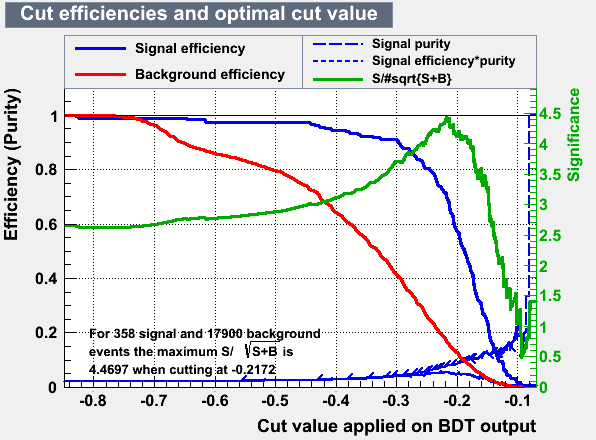 Cut efficiencies and optimal cut value
Signal efficiency
Background efficiency
Signal purity
Signal efficiency*purity
S/#sqrt{S+B}
Efficiency (Purity)
1
0.8
0.6
0.4
0.2
0
Significance
4.5
4
3.5
3
2.5
2
1.5
1
0.5
0
For 358 signal and 17900 background
events the maximum S/ √S+B is
4.4697 when cutting at -0.2172
-0.8 -0.7 -0.6 -0.5 -0.4 -0.3 -0.2 -0.1
Cut value applied on BDT output